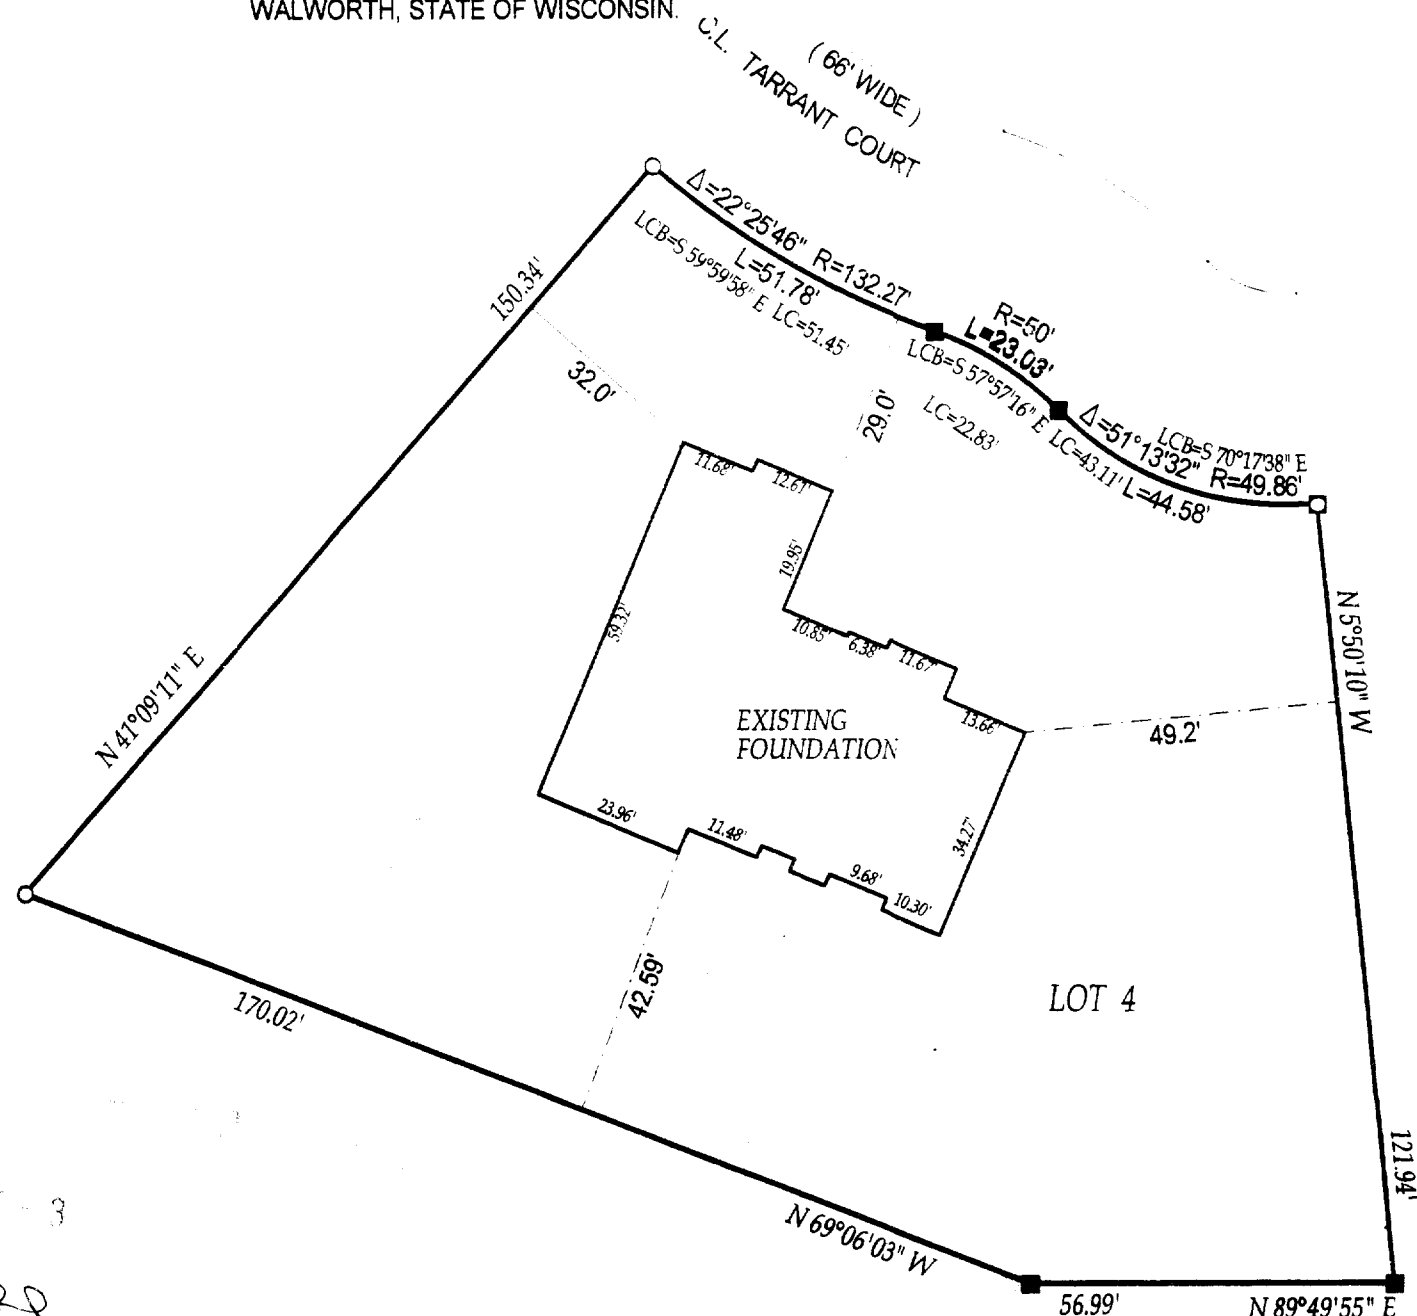 WALWORTH, STATE OF WISCONSIN.
C.L. TARRANT COURT
( 66' WIDE )
Δ=22°25'46" R=132.27'
L=51.78'
LCB=S 59°59'58" E LC=51.45'
R=50'
L=23.03'
LCB=S 57°57'16" E
LC=22.83'
LCB=S 70°17'38" E
Δ=51°13'32" R=49.86'
LC=43.11' L=44.58'
150.34'
32.0'
29.0'
11.68'
12.61'
19.95'
59.32'
10.85'
6.38'
11.67'
13.66'
N 5°50'10" W
N 41°09'11" E
EXISTING
FOUNDATION
49.2'
23.96'
11.48'
34.27'
9.68'
10.30'
42.59'
LOT 4
170.02'
121.94'
3
N 69°06'03" W
56.99'
N 89°49'55" E